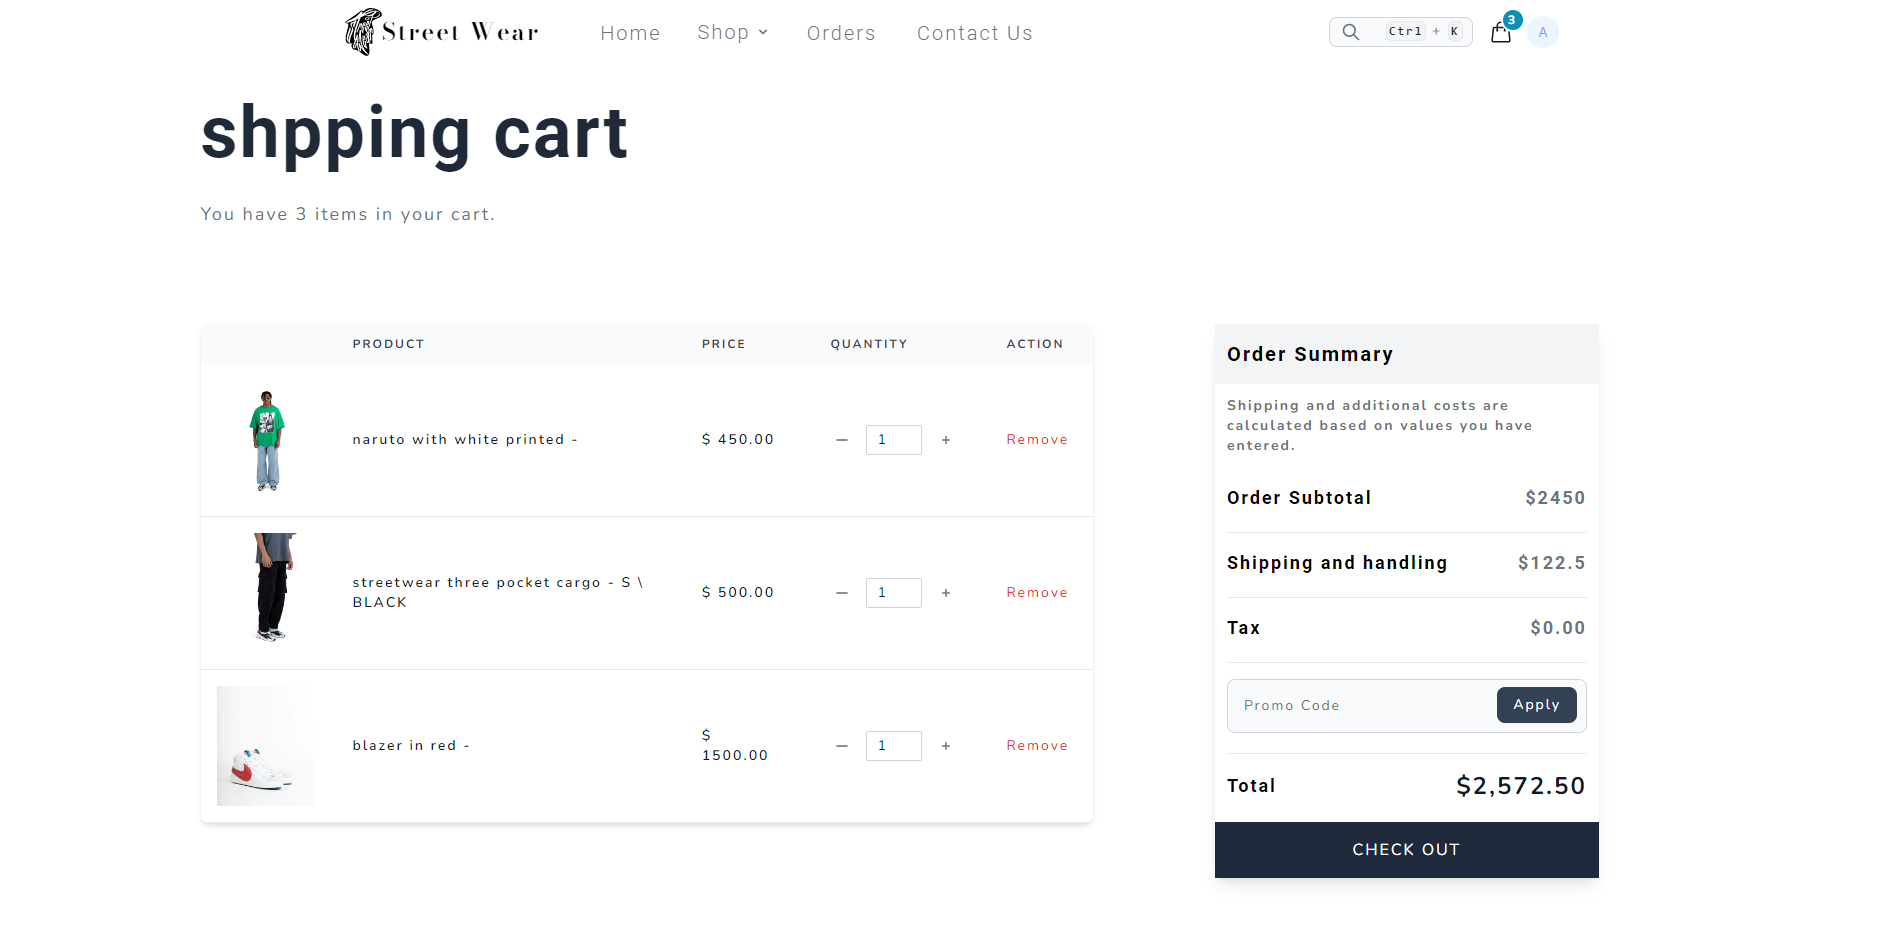 Street Wear
Home
Shop
Orders
Contact Us
Ctrl + K
3
A
shpping cart
You have 3 items in your cart.
PRODUCT PRICE QUANTITY ACTION
naruto with white printed - $ 450.00 1 Remove
streetwear three pocket cargo - S \
BLACK
$ 500.00 1 Remove
blazer in red -
$
1500.00
1 Remove
Order Summary
Shipping and additional costs are
calculated based on values you have
entered.
Order Subtotal $2450
Shipping and handling $122.5
Tax $0.00
Promo Code Apply
Total $2,572.50
CHECK OUT